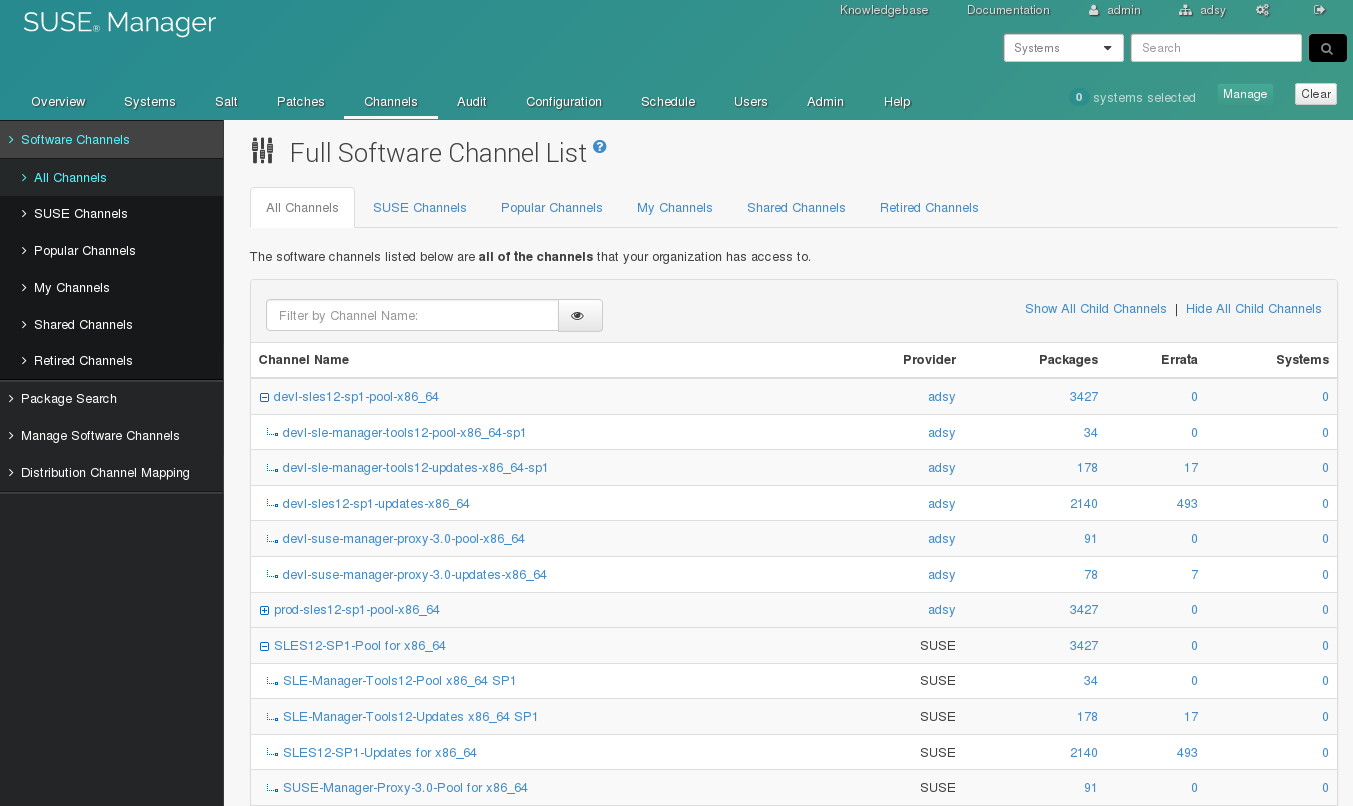 SUSE® Manager
Knowledgebase Documentation admin adsy
Systems Search
Overview Systems Salt Patches Channels Audit Configuration Schedule Users Admin Help 0 systems selected Manage Clear
Software Channels
All Channels
SUSE Channels
Popular Channels
My Channels
Shared Channels
Retired Channels
Package Search
Manage Software Channels
Distribution Channel Mapping
Full Software Channel List ?
All Channels SUSE Channels Popular Channels My Channels Shared Channels Retired Channels
The software channels listed below are all of the channels that your organization has access to.
Filter by Channel Name: Show All Child Channels | Hide All Child Channels
Channel Name Provider Packages Errata Systems
devl-sles12-sp1-pool-x86_64 adsy 3427 0 0
devl-sle-manager-tools12-pool-x86_64-sp1 adsy 34 0 0
devl-sle-manager-tools12-updates-x86_64-sp1 adsy 178 17 0
devl-sles12-sp1-updates-x86_64 adsy 2140 493 0
devl-suse-manager-proxy-3.0-pool-x86_64 adsy 91 0 0
devl-suse-manager-proxy-3.0-updates-x86_64 adsy 78 7 0
prod-sles12-sp1-pool-x86_64 adsy 3427 0 0
SLES12-SP1-Pool for x86_64 SUSE 3427 0 0
SLE-Manager-Tools12-Pool x86_64 SP1 SUSE 34 0 0
SLE-Manager-Tools12-Updates x86_64 SP1 SUSE 178 17 0
SLES12-SP1-Updates for x86_64 SUSE 2140 493 0
SUSE-Manager-Proxy-3.0-Pool for x86_64 SUSE 91 0 0